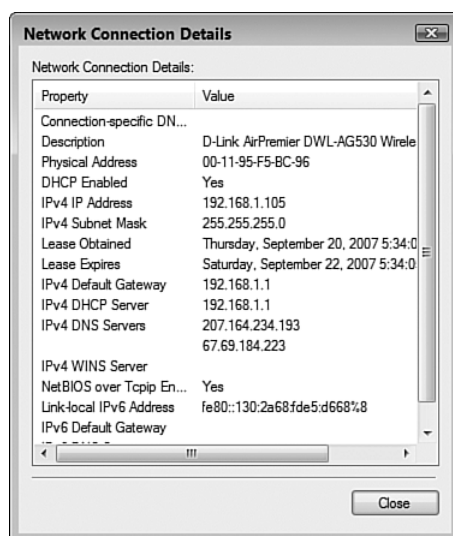 Network Connection Details
Network Connection Details:
Property Value
Connection-specific DN...
Description D-Link AirPremier DWL-AG530 Wirele
Physical Address 00-11-95-F5-BC-96
DHCP Enabled Yes
IPv4 IP Address 192.168.1.105
IPv4 Subnet Mask 255.255.255.0
Lease Obtained Thursday, September 20, 2007 5:34:0
Lease Expires Saturday, September 22, 2007 5:34:0
IPv4 Default Gateway 192.168.1.1
IPv4 DHCP Server 192.168.1.1
IPv4 DNS Servers 207.164.234.193
67.69.184.223
IPv4 WINS Server
NetBIOS over Tcpip En... Yes
Link-local IPv6 Address fe80::130:2a68:fde5:d668%8
IPv6 Default Gateway
Close